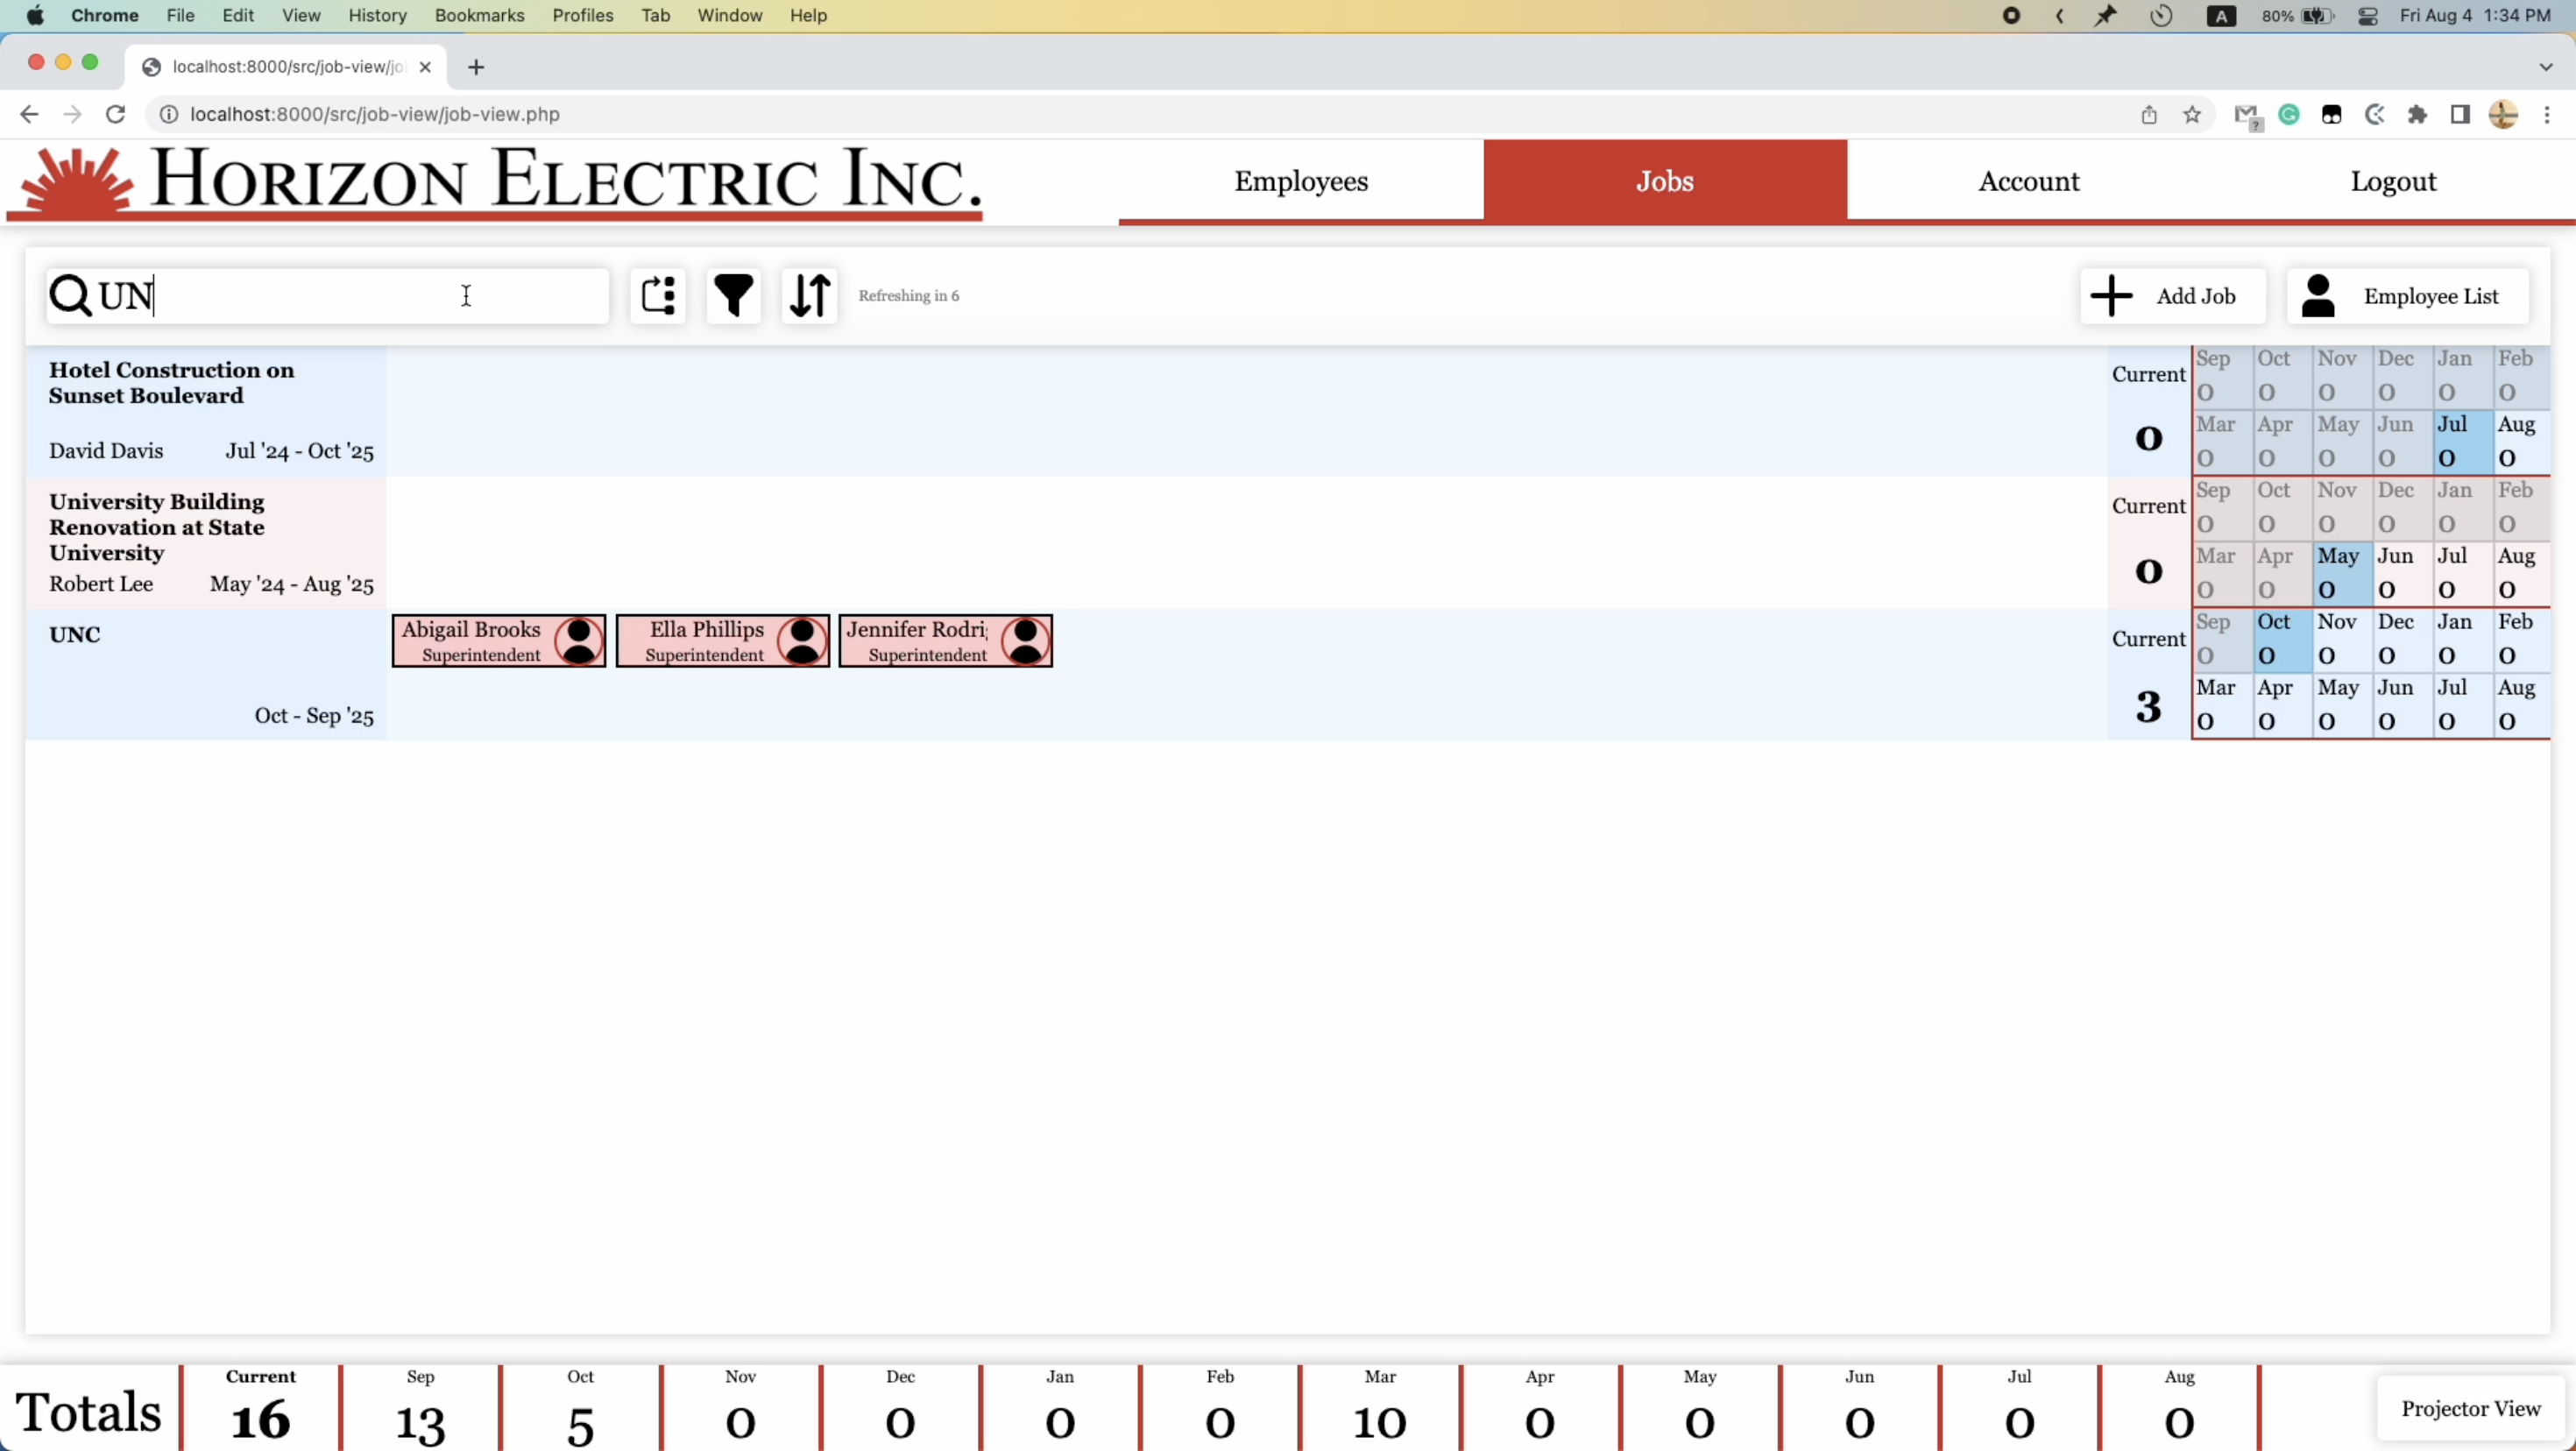 Chrome File Edit View History Bookmarks Profiles Tab Window Help A 80% Fri Aug 4 1:34 PM
localhost:8000/src/job-view/jo
localhost:8000/src/job-view/job-view.php
HORIZON ELECTRIC INC. Employees Jobs Account Logout
UN Refreshing in 6 Add Job Employee List
Hotel Construction on
Sunset Boulevard
David Davis Jul '24 - Oct '25
Current
0
Sep Oct Nov Dec Jan Feb
0 0 0 0 0 0
Mar Apr May Jun Jul Aug
0 0 0 0 0 0
University Building
Renovation at State
University
Robert Lee May '24 - Aug '25
Current
0
Sep Oct Nov Dec Jan Feb
0 0 0 0 0 0
Mar Apr May Jun Jul Aug
0 0 0 0 0 0
UNC
Oct - Sep '25
Abigail Brooks
Superintendent
Ella Phillips
Superintendent
Jennifer Rodri
Superintendent
Current
3
Sep Oct Nov Dec Jan Feb
0 0 0 0 0 0
Mar Apr May Jun Jul Aug
0 0 0 0 0 0
Totals
Current Sep Oct Nov Dec Jan Feb Mar Apr May Jun Jul Aug
16 13 5 0 0 0 0 10 0 0 0 0 0
Projector View